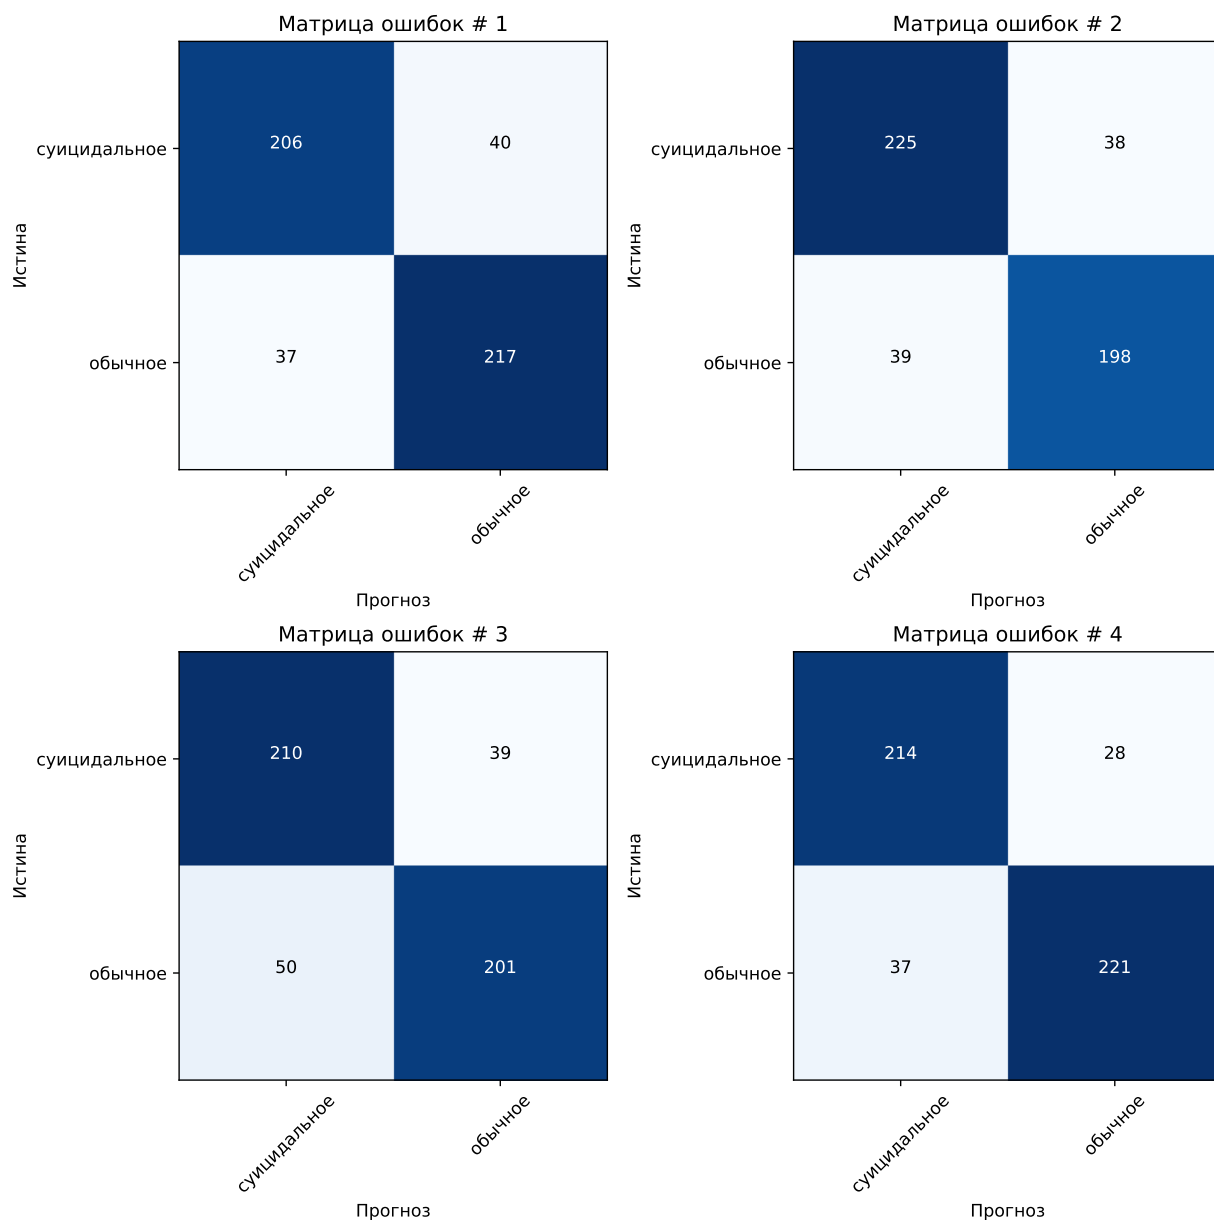 Матрица ошибок # 1
суицидальное
206
40
обычное
37
217
Истина
суицидальное
обычное
Прогноз
Матрица ошибок # 2
суицидальное
225
38
обычное
39
198
Истина
суицидальное
обычное
Прогноз
Матрица ошибок # 3
суицидальное
210
39
обычное
50
201
Истина
суицидальное
обычное
Прогноз
Матрица ошибок # 4
суицидальное
214
28
обычное
37
221
Истина
суицидальное
обычное
Прогноз